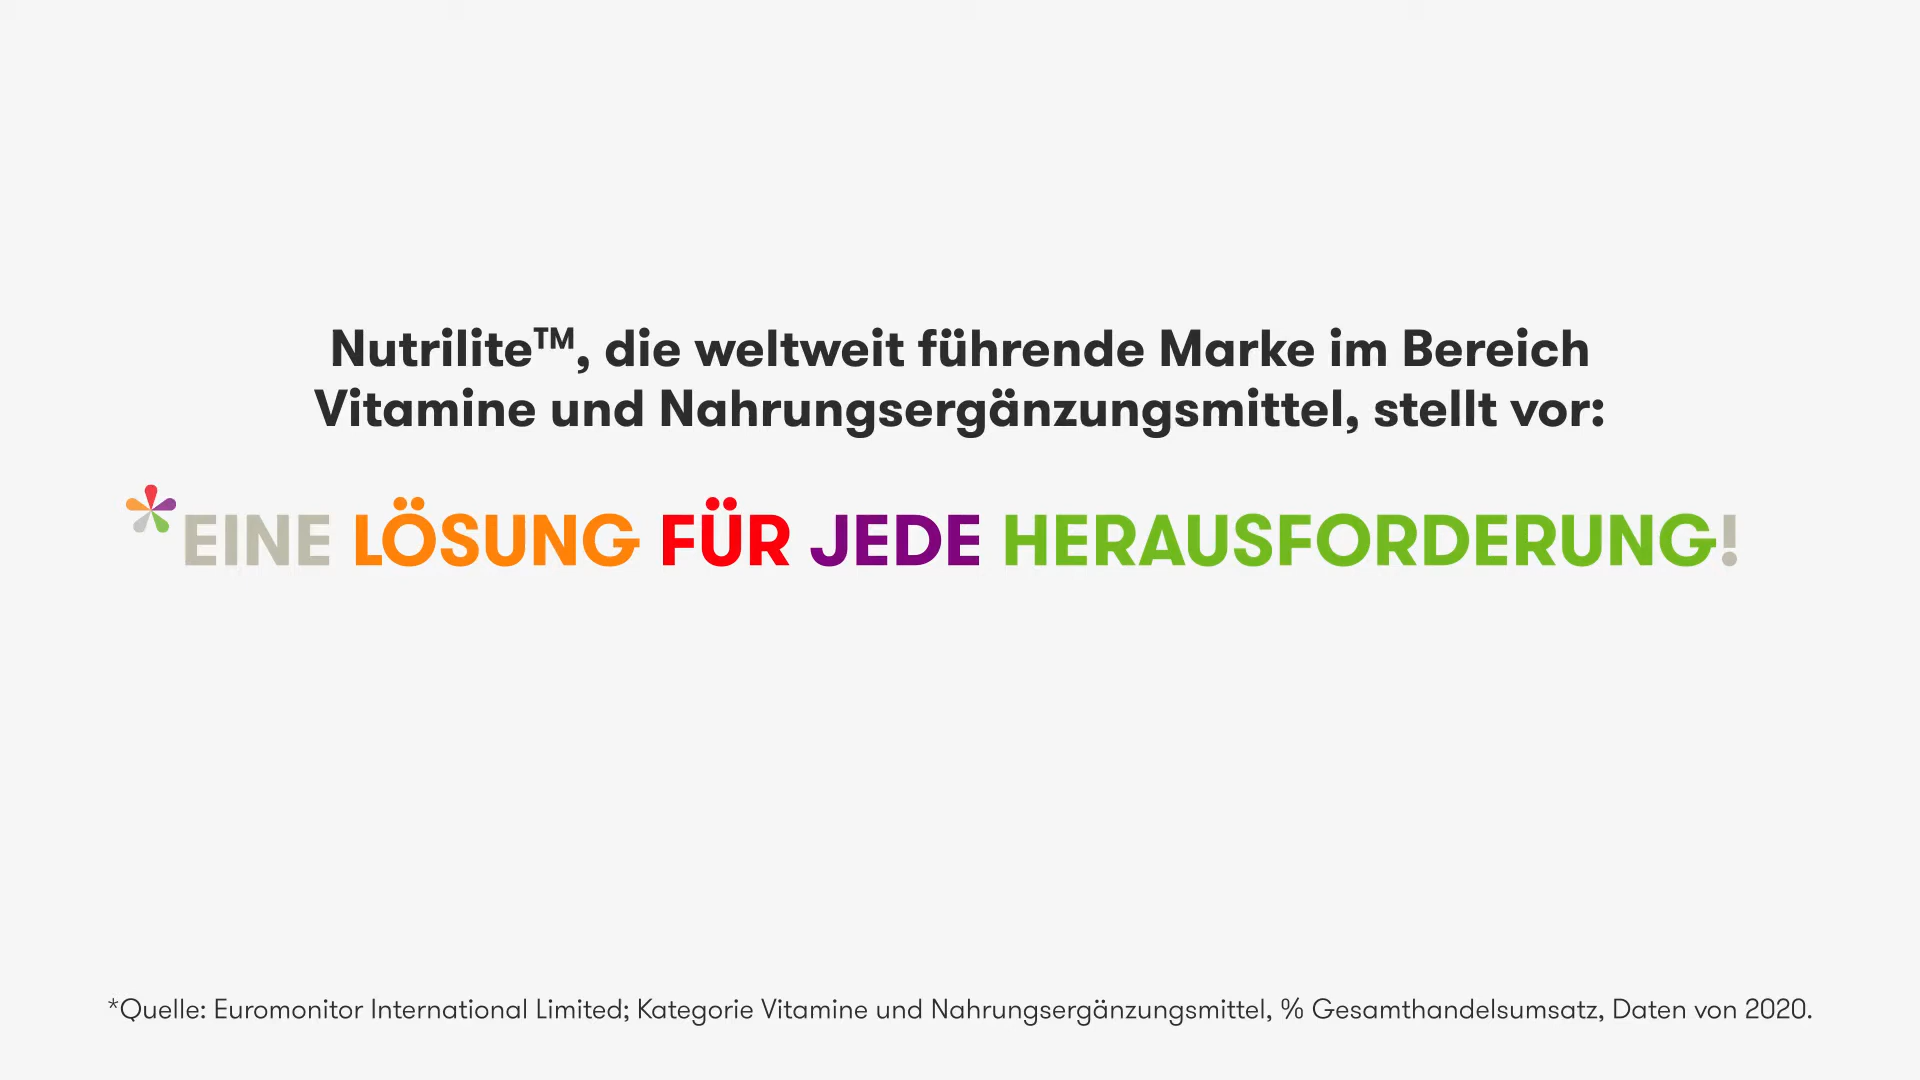 Nutrilite™, die weltweit führende Marke im Bereich
Vitamine und Nahrungsergänzungsmittel, stellt vor:
*EINE LÖSUNG FÜR JEDE HERAUSFORDERUNG!
*Quelle: Euromonitor International Limited; Kategorie Vitamine und Nahrungsergänzungsmittel, % Gesamthandelsumsatz, Daten von 2020.